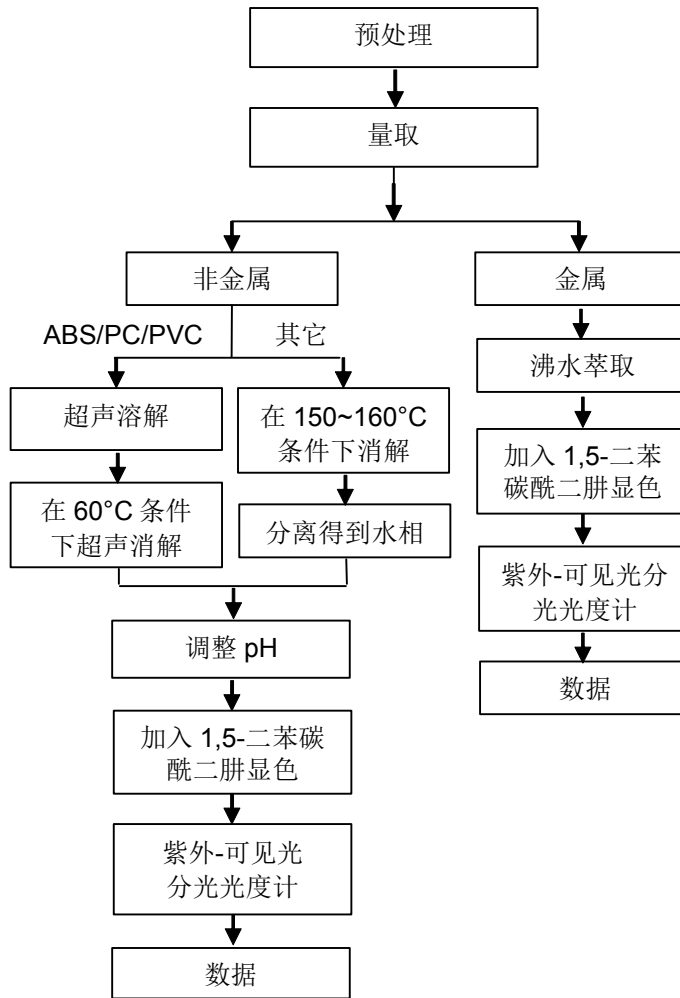 预处理
量取
非金属
金属
ABS/PC/PVC
其它
沸水萃取
超声溶解
在 150~160°C
条件下消解
加入 1,5-二苯
碳酰二肼显色
在 60°C 条件
下超声消解
分离得到水相
紫外-可见光分
光光度计
调整 pH
数据
加入 1,5-二苯碳
酰二肼显色
紫外-可见光
分光光度计
数据